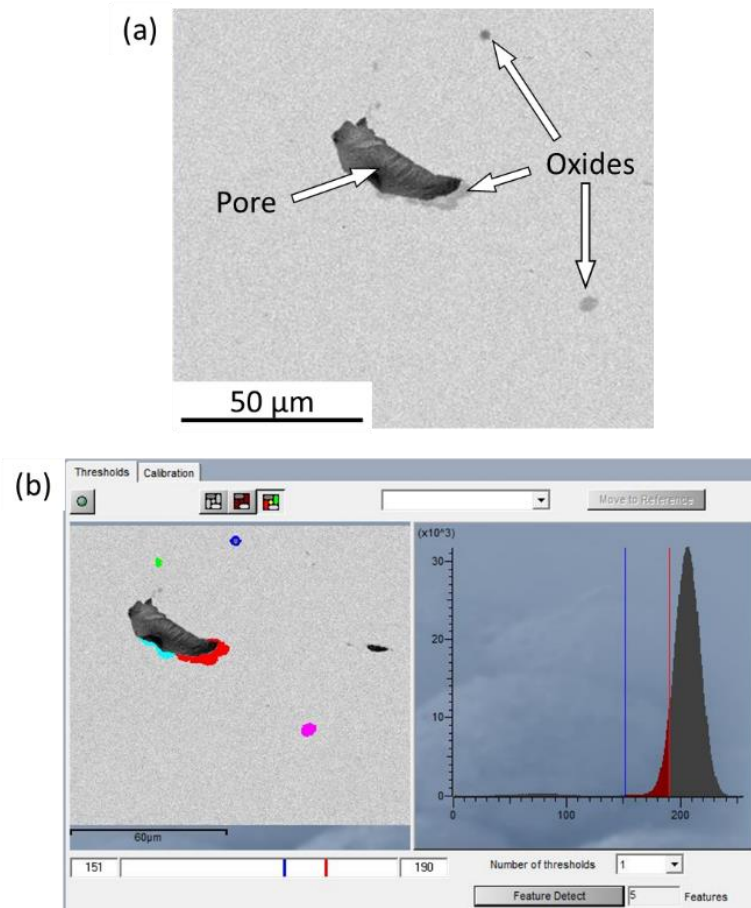 (a)
Pore
Oxides
50 µm
(b)
Thresholds Calibration
Move to Reference
(x10^3)
30
20
10
0
0 100 200
60µm
151 190 Number of thresholds 1
Feature Detect 5 Features